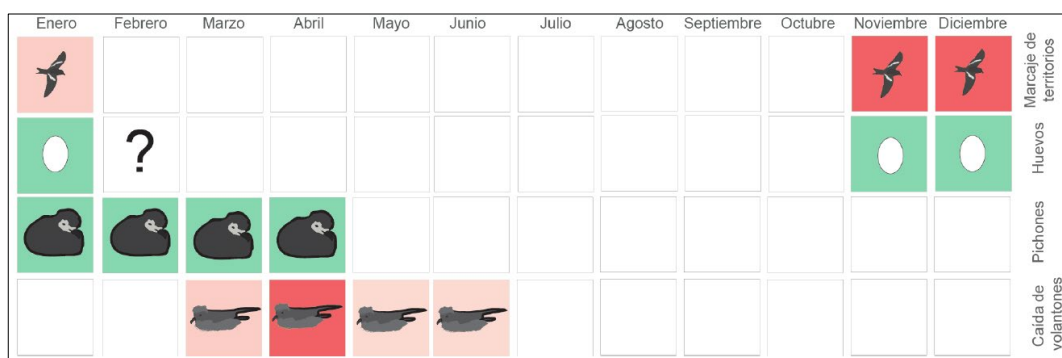 Enero Febrero Marzo Abril Mayo Junio Julio Agosto Septiembre Octubre Noviembre Diciembre
Marcaje de
territorios
?
Huevos
Pichones
Caida de
volantones